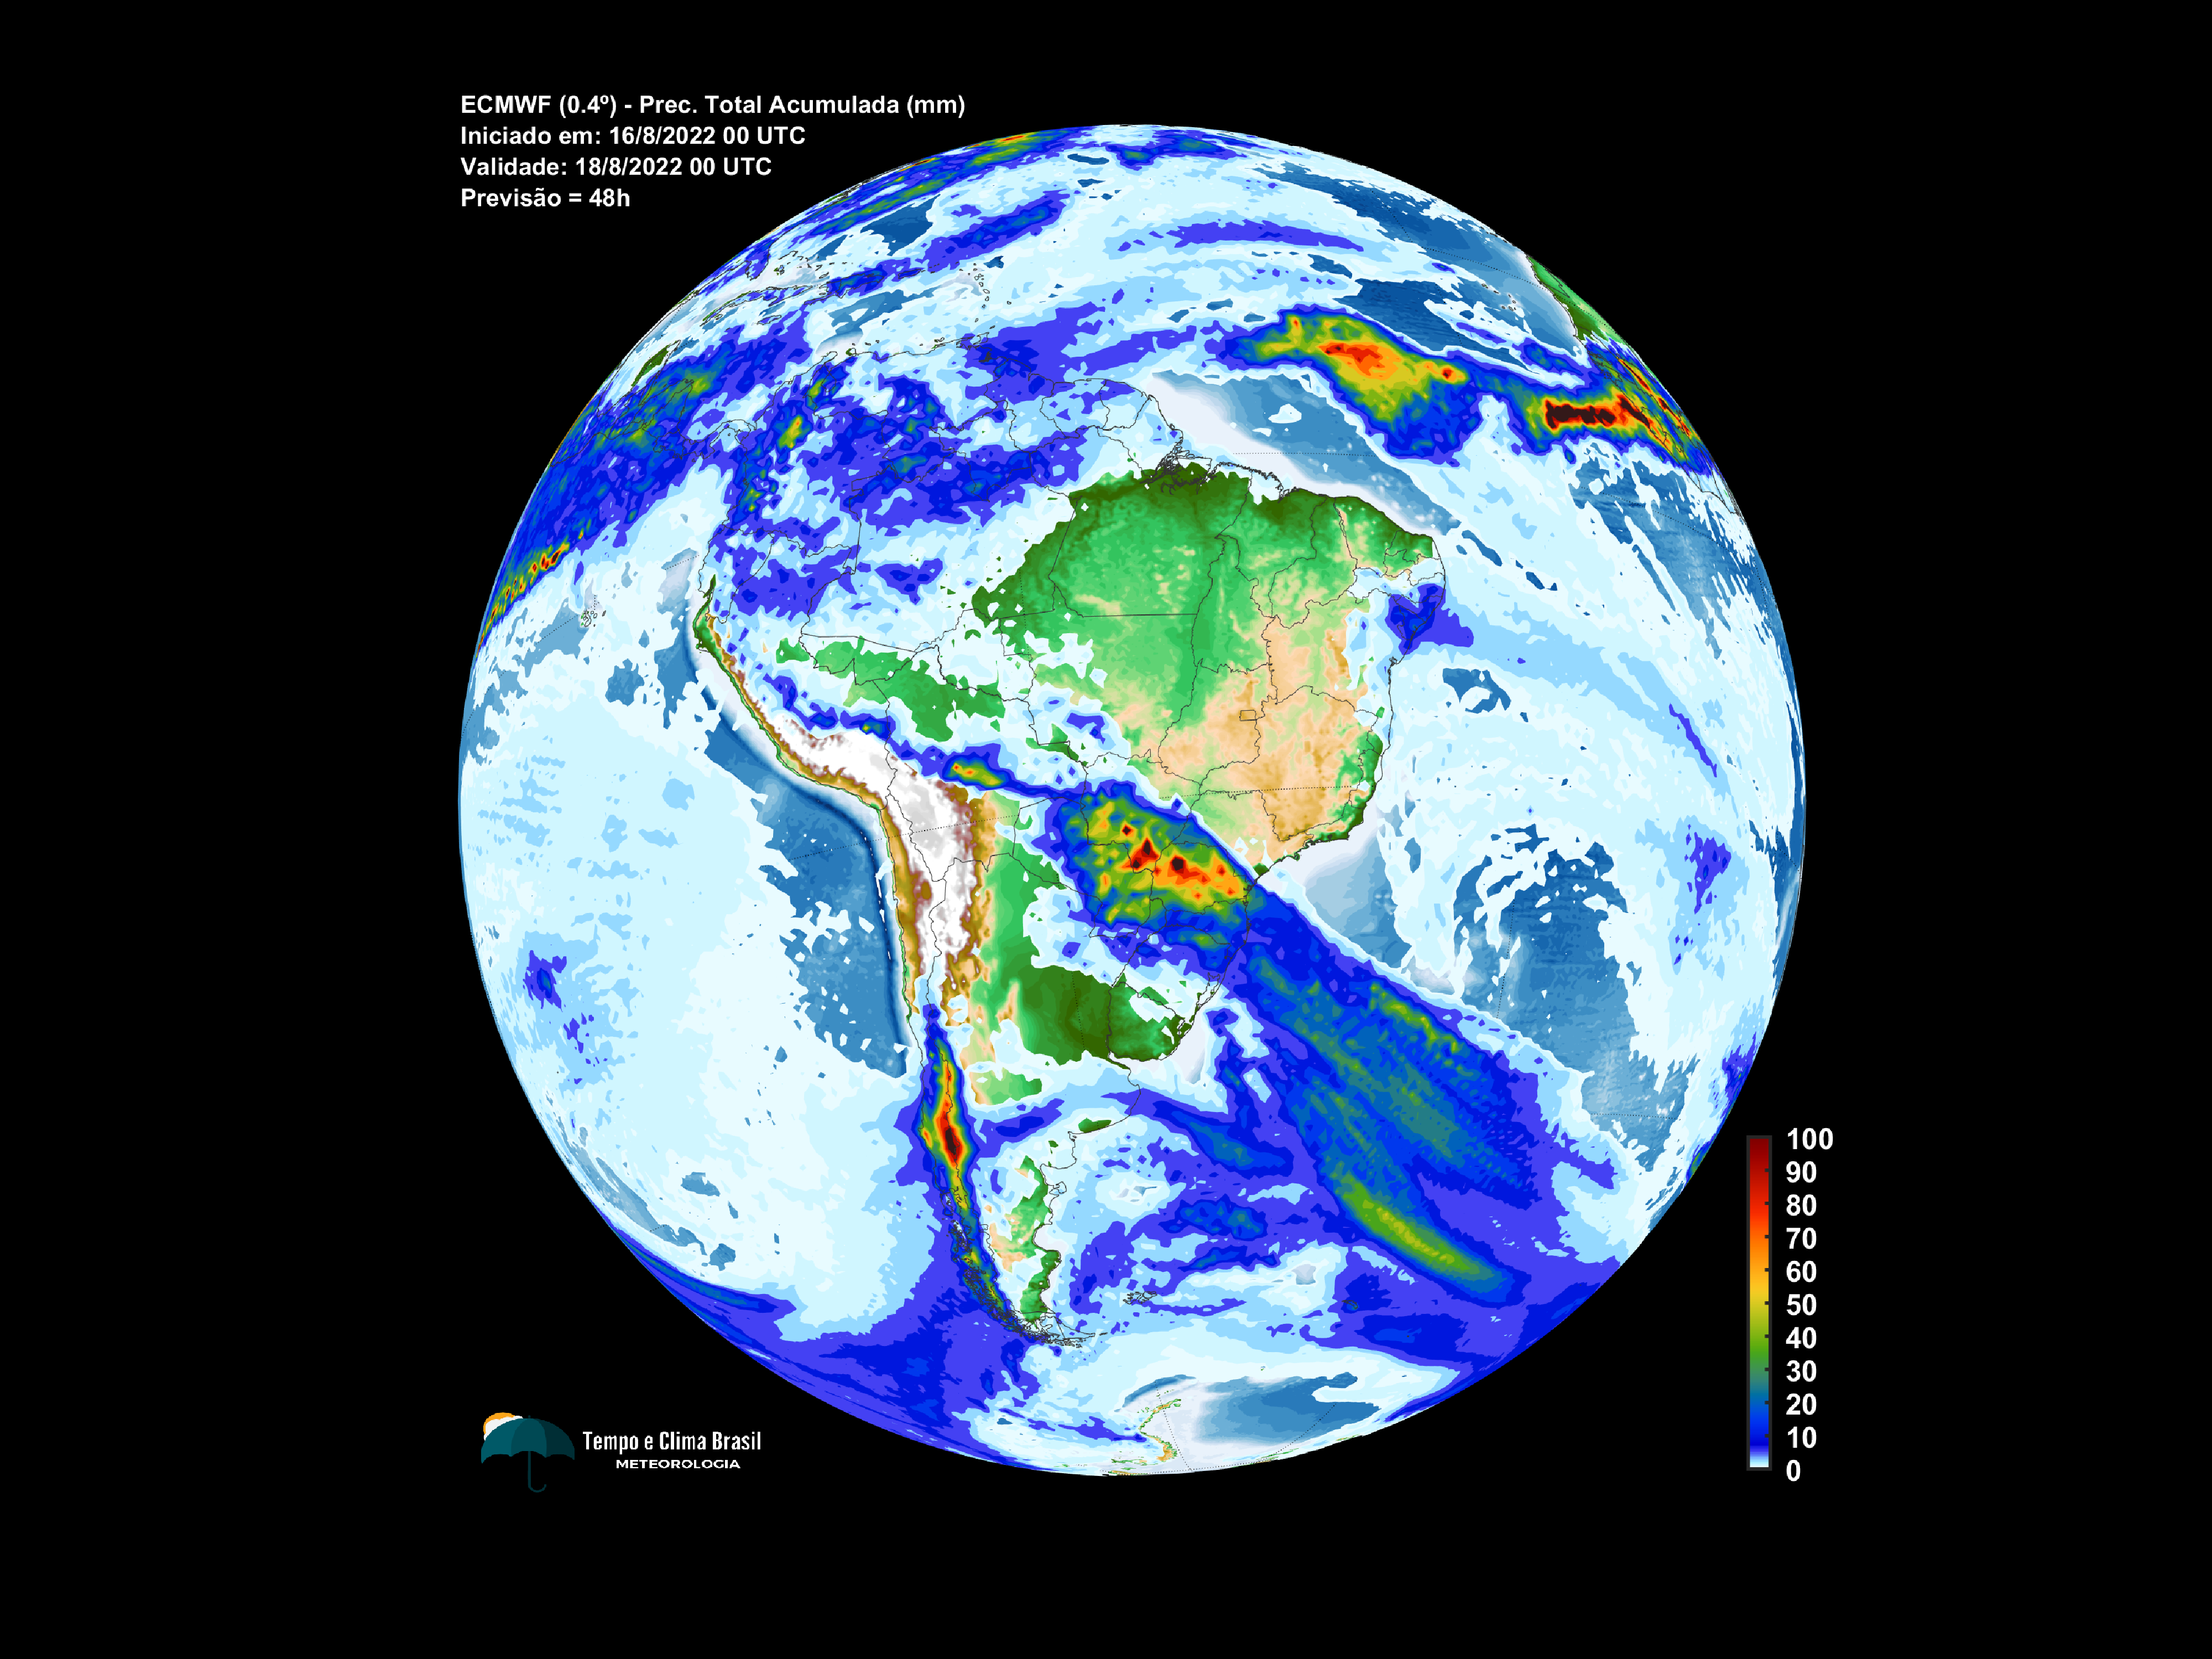 ECMWF (0.4º) - Prec. Total Acumulada (mm)
Iniciado em: 16/8/2022 00 UTC
Validade: 18/8/2022 00 UTC
Previsão = 48h
100
90
80
70
60
50
40
30
20
10
0
Tempo e Clima Brasil
METEOROLOGIA